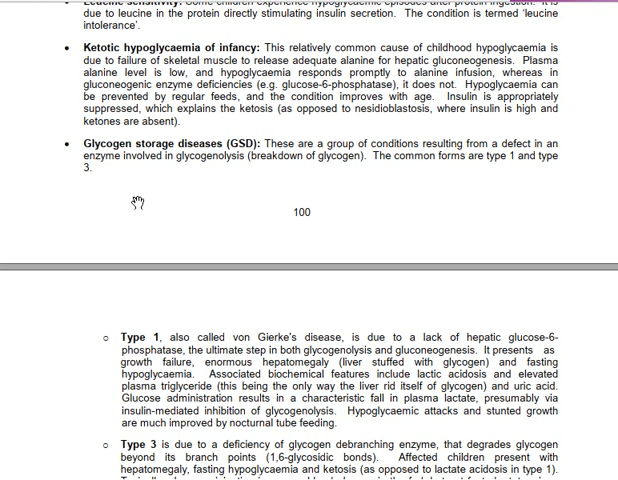 Leucine sensitivity: Some children experience hypoglycaemic episodes after protein ingestion. It is
due to leucine in the protein directly stimulating insulin secretion. The condition is termed ‘leucine
intolerance’.
• Ketotic hypoglycaemia of infancy: This relatively common cause of childhood hypoglycaemia is
due to failure of skeletal muscle to release adequate alanine for hepatic gluconeogenesis. Plasma
alanine level is low, and hypoglycaemia responds promptly to alanine infusion, whereas in
gluconeogenic enzyme deficiencies (e.g. glucose-6-phosphatase), it does not. Hypoglycaemia can
be prevented by regular feeds, and the condition improves with age. Insulin is appropriately
suppressed, which explains the ketosis (as opposed to nesidioblastosis, where insulin is high and
ketones are absent).
• Glycogen storage diseases (GSD): These are a group of conditions resulting from a defect in an
enzyme involved in glycogenolysis (breakdown of glycogen). The common forms are type 1 and type
3.
100
o Type 1, also called von Gierke’s disease, is due to a lack of hepatic glucose-6-
phosphatase, the ultimate step in both glycogenolysis and gluconeogenesis. It presents as
growth failure, enormous hepatomegaly (liver stuffed with glycogen) and fasting
hypoglycaemia. Associated biochemical features include lactic acidosis and elevated
plasma triglyceride (this being the only way the liver rid itself of glycogen) and uric acid.
Glucose administration results in a characteristic fall in plasma lactate, presumably via
insulin-mediated inhibition of glycogenolysis. Hypoglycaemic attacks and stunted growth
are much improved by nocturnal tube feeding.
o Type 3 is due to a deficiency of glycogen debranching enzyme, that degrades glycogen
beyond its branch points (1,6-glycosidic bonds). Affected children present with
hepatomegaly, fasting hypoglycaemia and ketosis (as opposed to lactate acidosis in type 1).